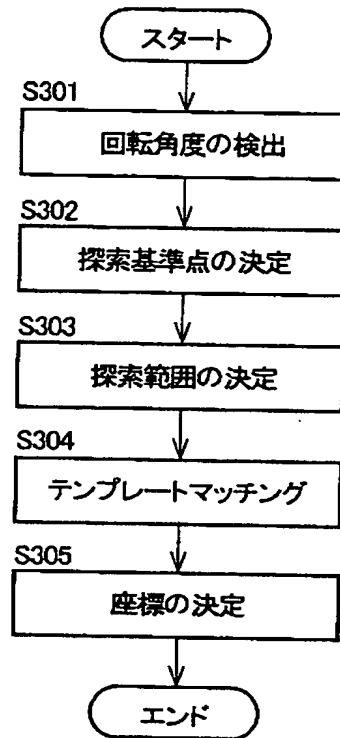 スタート
S301
回転角度の検出
S302
探索基準点の決定
S303
探索範囲の決定
S304
テンプレートマッチング
S305
座標の決定
エンド